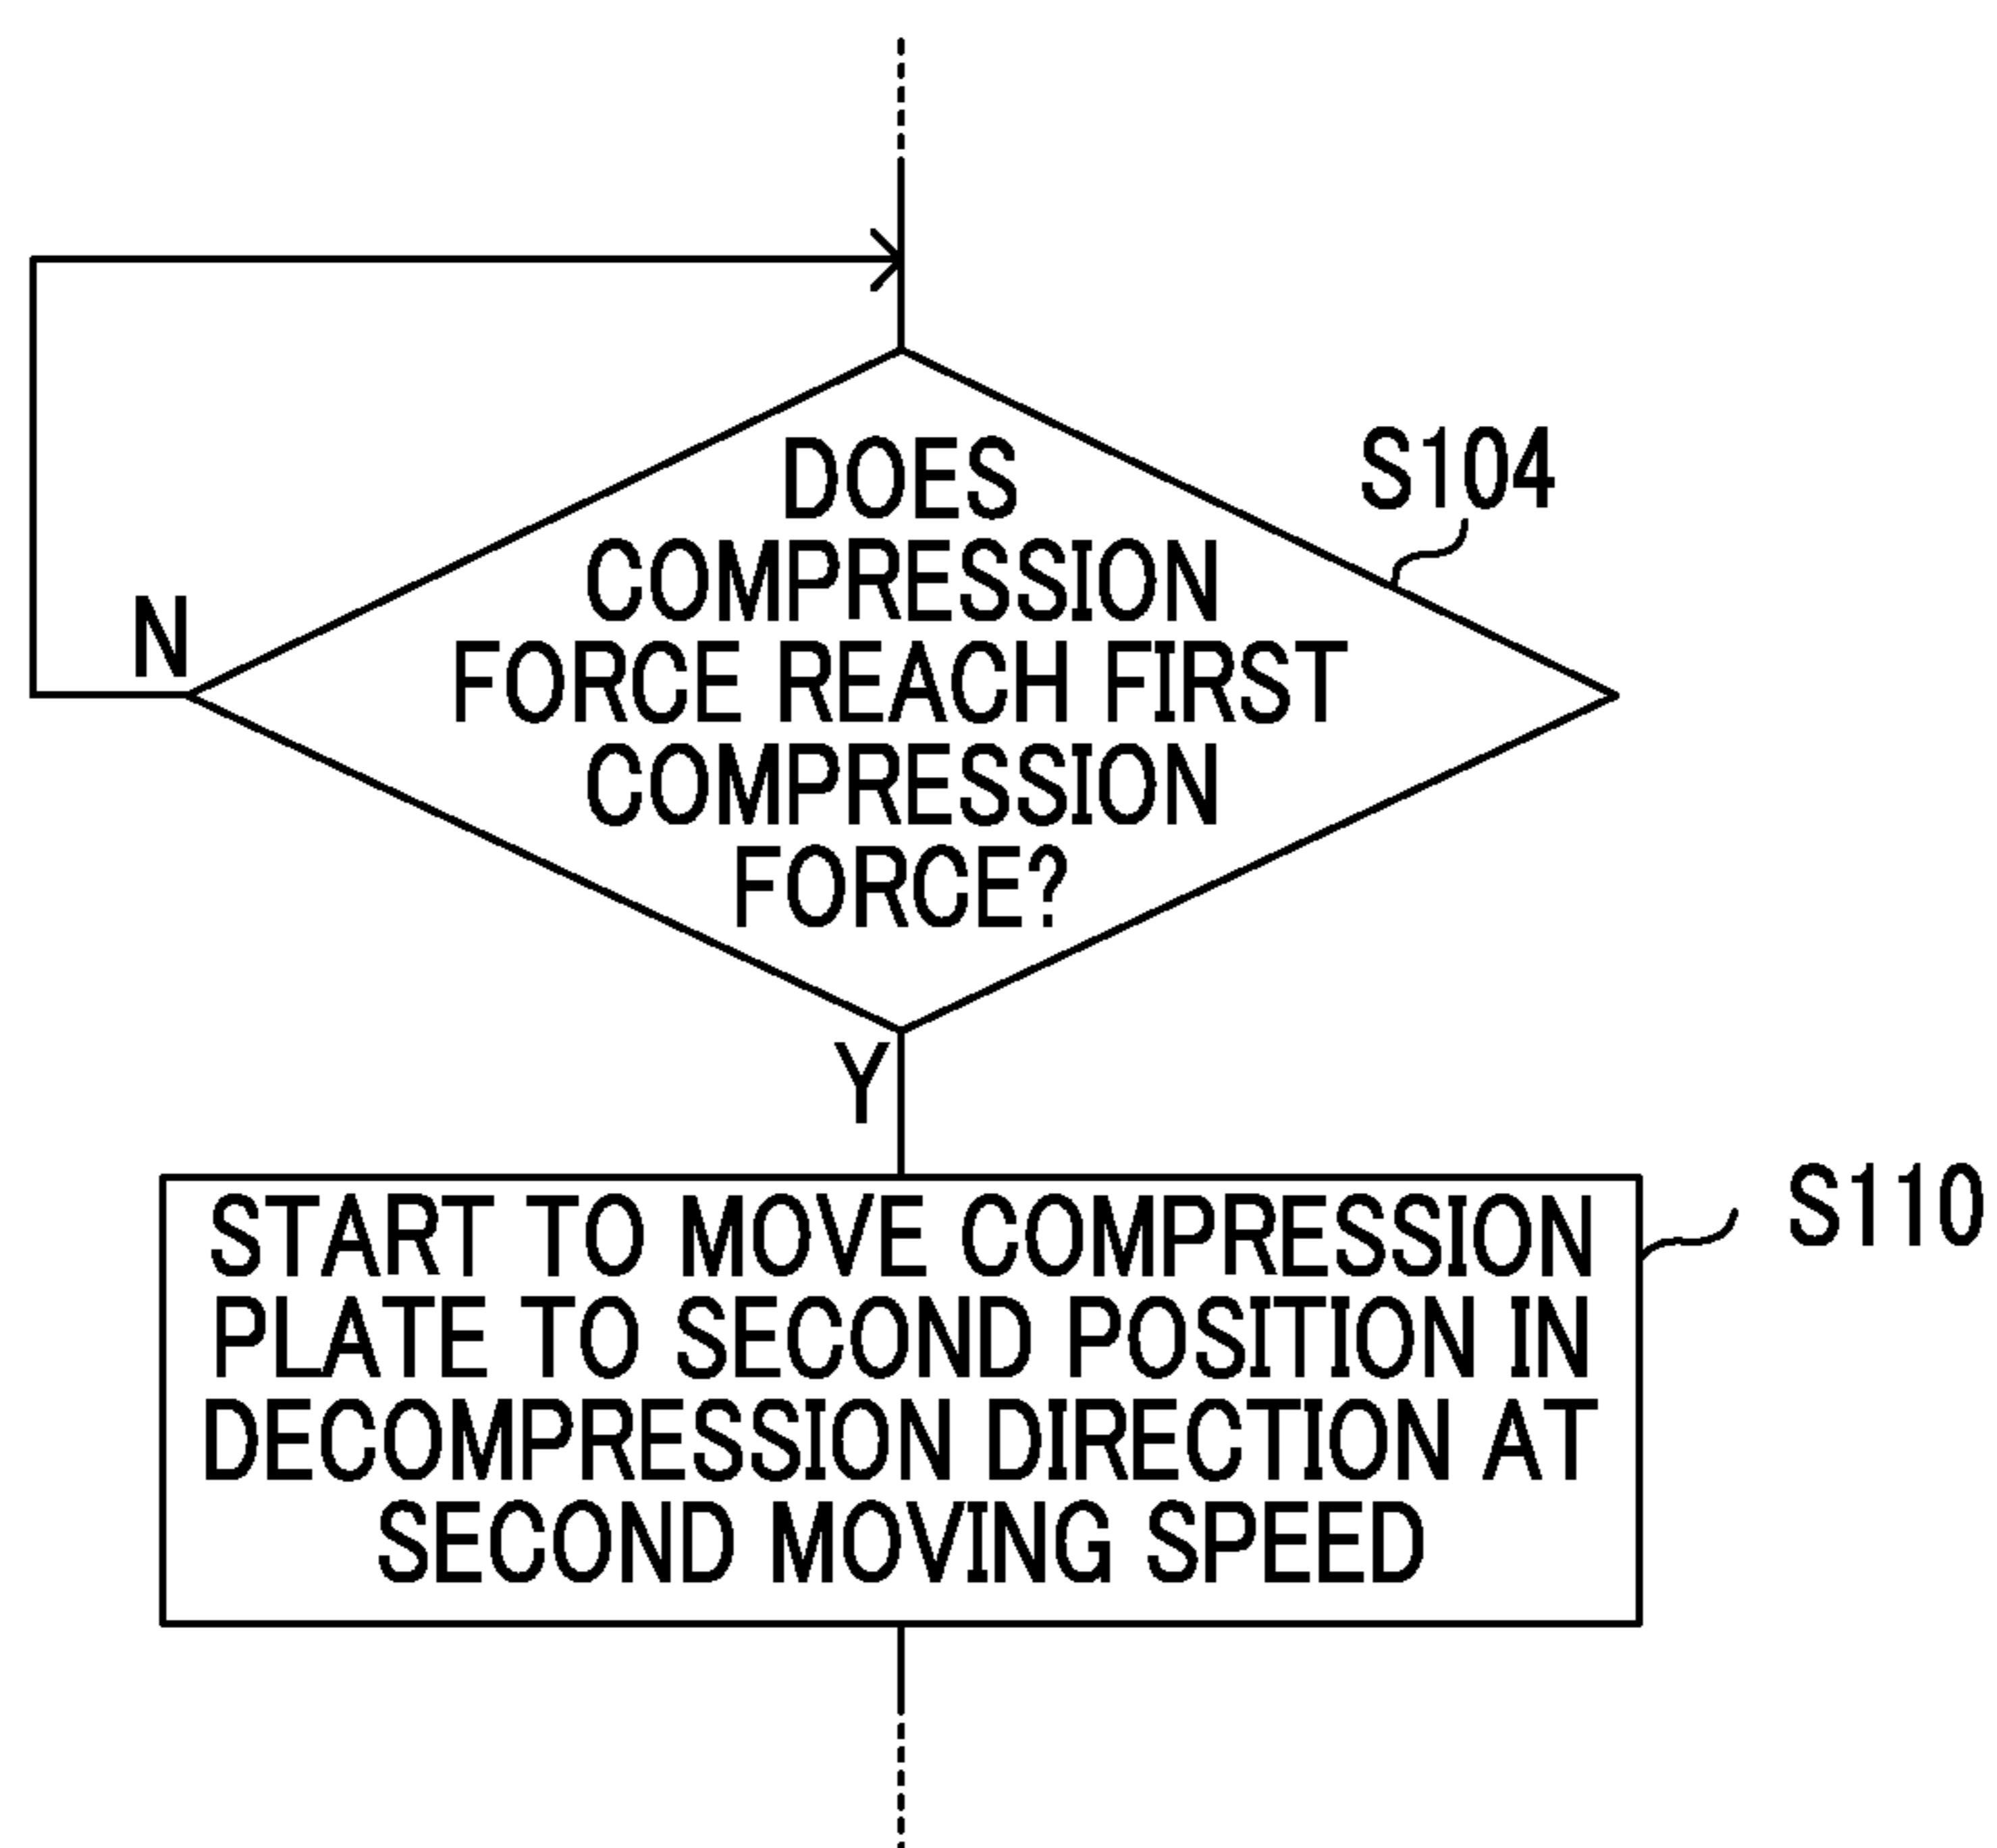 DOES
COMPRESSION
FORCE REACH FIRST
COMPRESSION
FORCE?
S104
N
Y
START TO MOVE COMPRESSION
PLATE TO SECOND POSITION IN
DECOMPRESSION DIRECTION AT
SECOND MOVING SPEED
S110